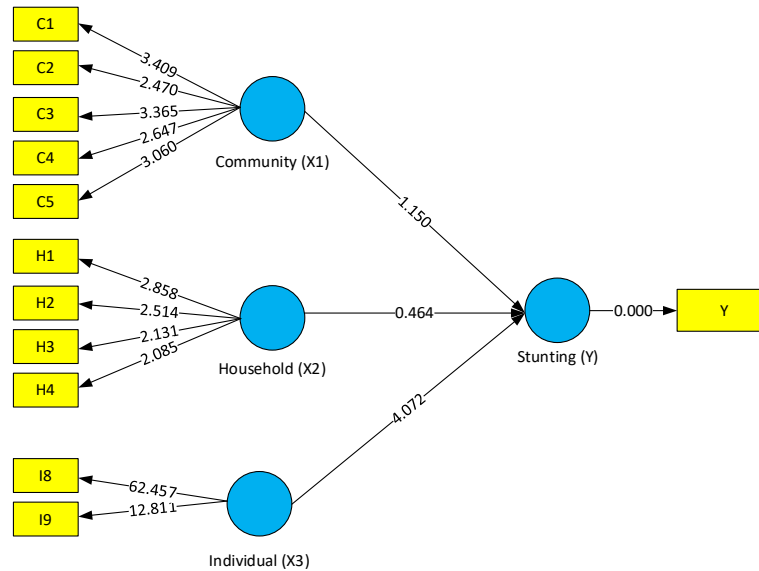 C1
3.409
C2
2.470
C3
3.365
C4
2.647
C5
3.060
Community (X1)
1.150
H1
2.858
H2
2.514
H3
2.131
H4
2.085
Household (X2)
0.464
Stunting (Y)
0.000
Y
4.072
I8
62.457
I9
12.811
Individual (X3)